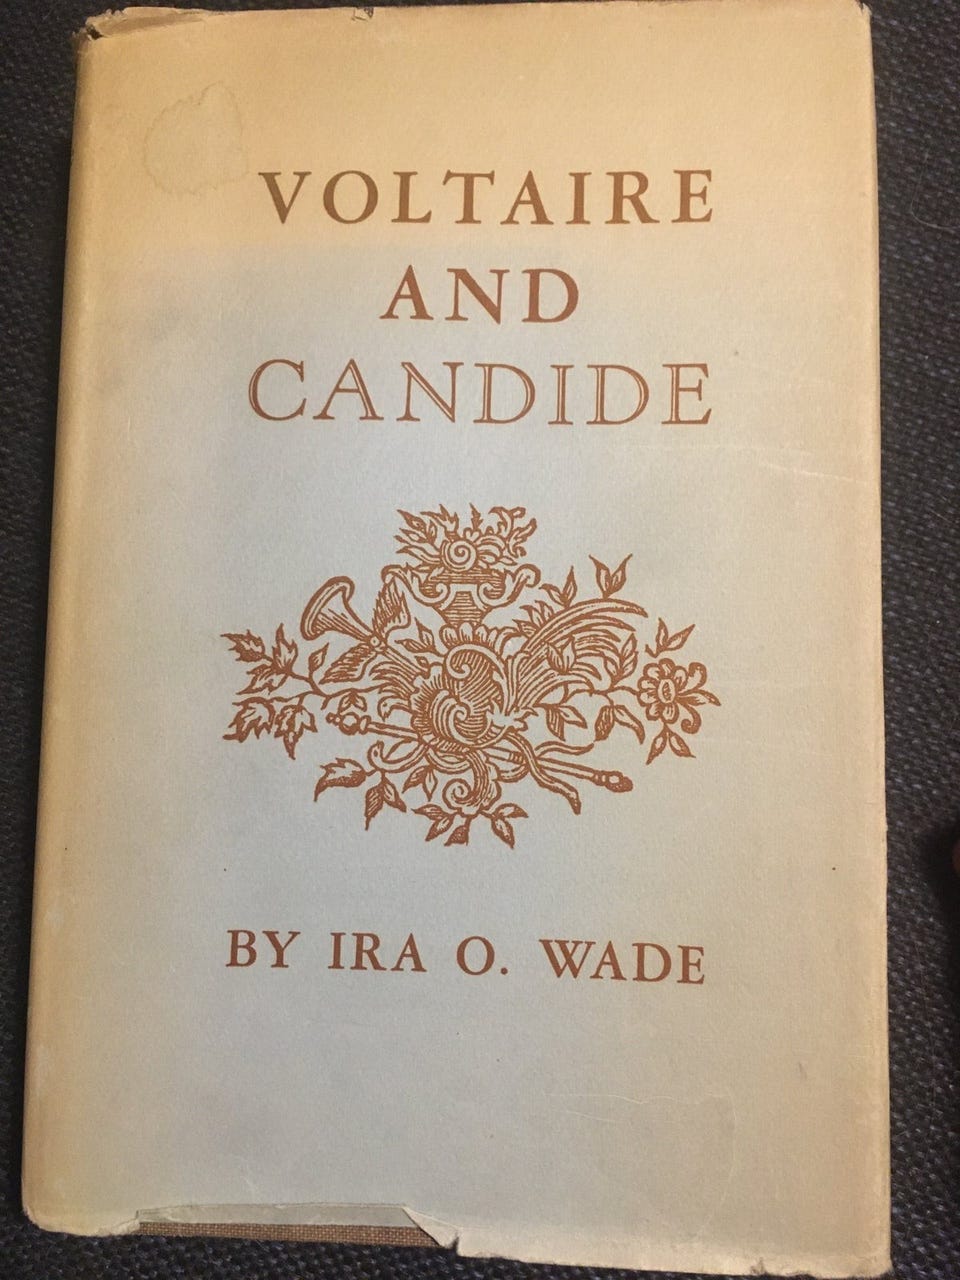 VOLTAIRE
AND
CANDIDE
BY IRA O. WADE